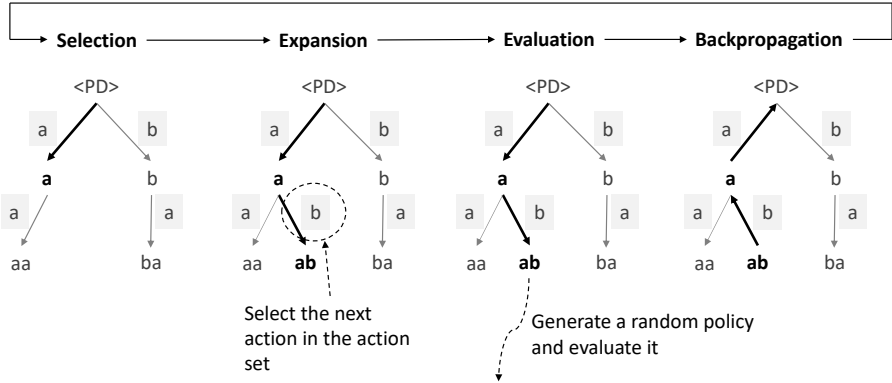 Selection Expansion Evaluation Backpropagation
<PD> <PD> <PD> <PD>
a b a b a b a b
a b a b a b a b
a a a b a a b a a b a
aa ba aa ab ba aa ab ba aa ab ba
Select the next
action in the action
set
Generate a random policy
and evaluate it